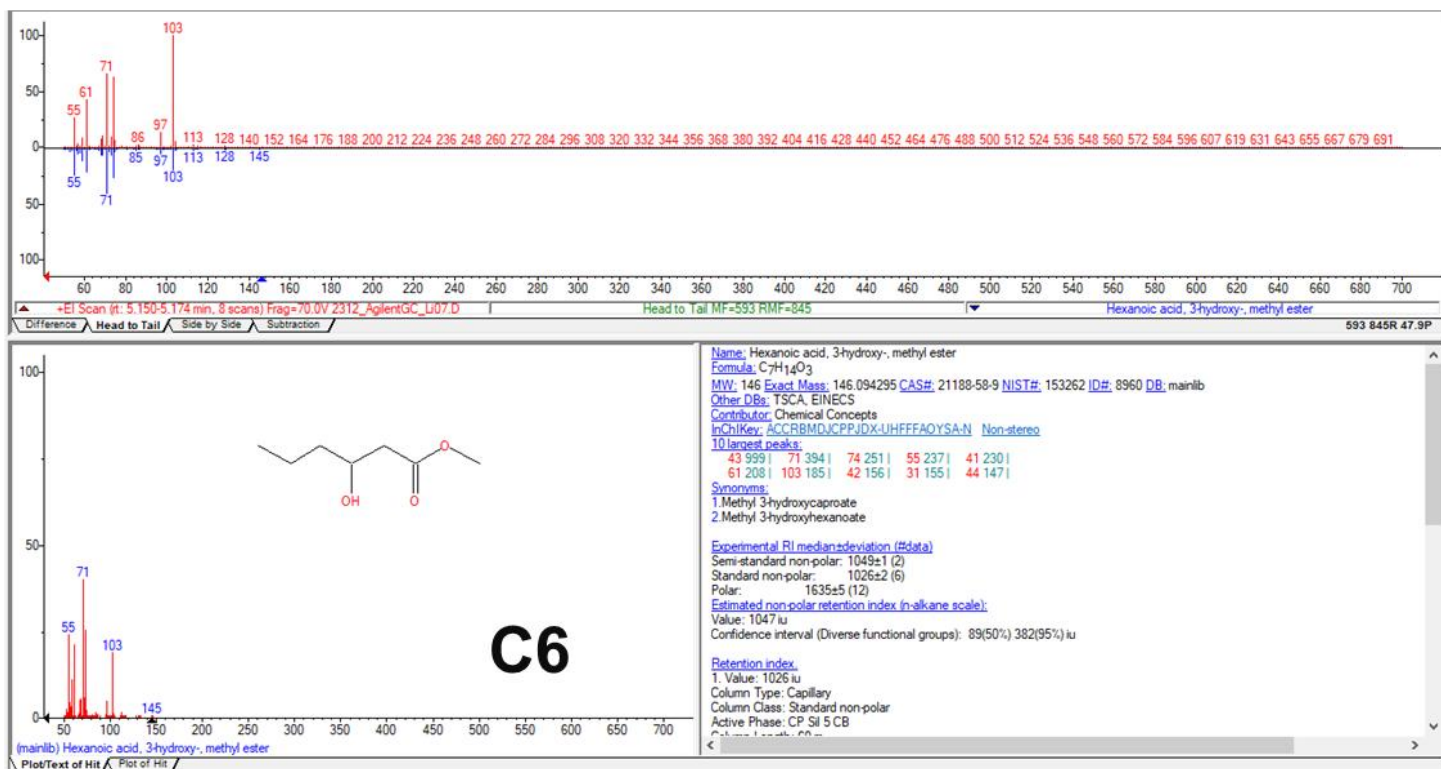 100
103
71
61
55
50
97
86 113 128 140 152 164 176 188 200 212 224 236 248 260 272 284 296 308 320 332 344 356 368 380 392 404 416 428 440 452 464 476 488 500 512 524 536 548 560 572 584 596 607 619 631 643 655 667 679 691
0
85 97 113 128 145
55 103
71
50
100
60 80 100 120 140 160 180 200 220 240 260 280 300 320 340 360 380 400 420 440 460 480 500 520 540 560 580 600 620 640 660 680 700
+EI Scan (rt: 5.150-5.174 min, 8 scans) Frag=70.0V 2312_AgilentGC_Li07.D Head to Tail MF=593 RMF=845 Hexanoic acid, 3-hydroxy-, methyl ester
Difference Head to Tail Side by Side Subtraction 593 845R 47.9P
100
O
OH O
50
71
55
103
145
0
C6
50 100 150 200 250 300 350 400 450 500 550 600 650 700
(mainlib) Hexanoic acid, 3-hydroxy-, methyl ester
Plot/Text of Hit Plot of Hit
Name: Hexanoic acid, 3-hydroxy-, methyl ester
Formula: C7H14O3
MW: 146 Exact Mass: 146.094295 CAS#: 21188-58-9 NIST#: 153262 ID#: 8960 DB: mainlib
Other DBs: TSCA, EINECS
Contributor: Chemical Concepts
InChIKey: ACCRBMDJCPPJDX-UHFFFAOYSA-N Non-stereo
10 largest peaks:
43 999 | 71 394 | 74 251 | 55 237 | 41 230 |
61 208 | 103 185 | 42 156 | 31 155 | 44 147 |
Synonyms:
1.Methyl 3-hydroxycaproate
2.Methyl 3-hydroxyhexanoate
Experimental RI median±deviation (#data)
Semi-standard non-polar: 1049±1 (2)
Standard non-polar: 1026±2 (6)
Polar: 1635±5 (12)
Estimated non-polar retention index (n-alkane scale):
Value: 1047 iu
Confidence interval (Diverse functional groups): 89(50%) 382(95%) iu
Retention index.
1. Value: 1026 iu
Column Type: Capillary
Column Class: Standard non-polar
Active Phase: CP Sil 5 CB